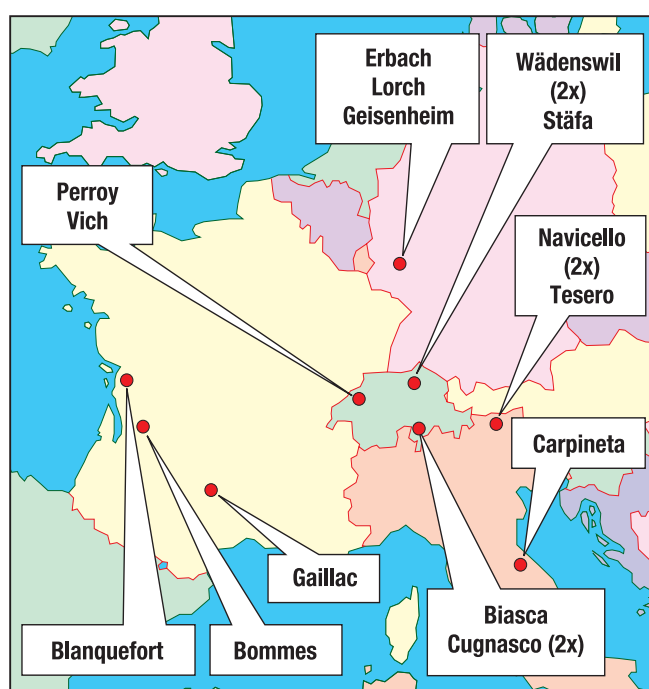 Erbach
Lorch
Geisenheim
Wädenswil
(2x)
Stäfa
Perroy
Vich
Navicello
(2x)
Tesero
Carpineta
Gaillac
Biasca
Cugnasco (2x)
Blanquefort
Bommes